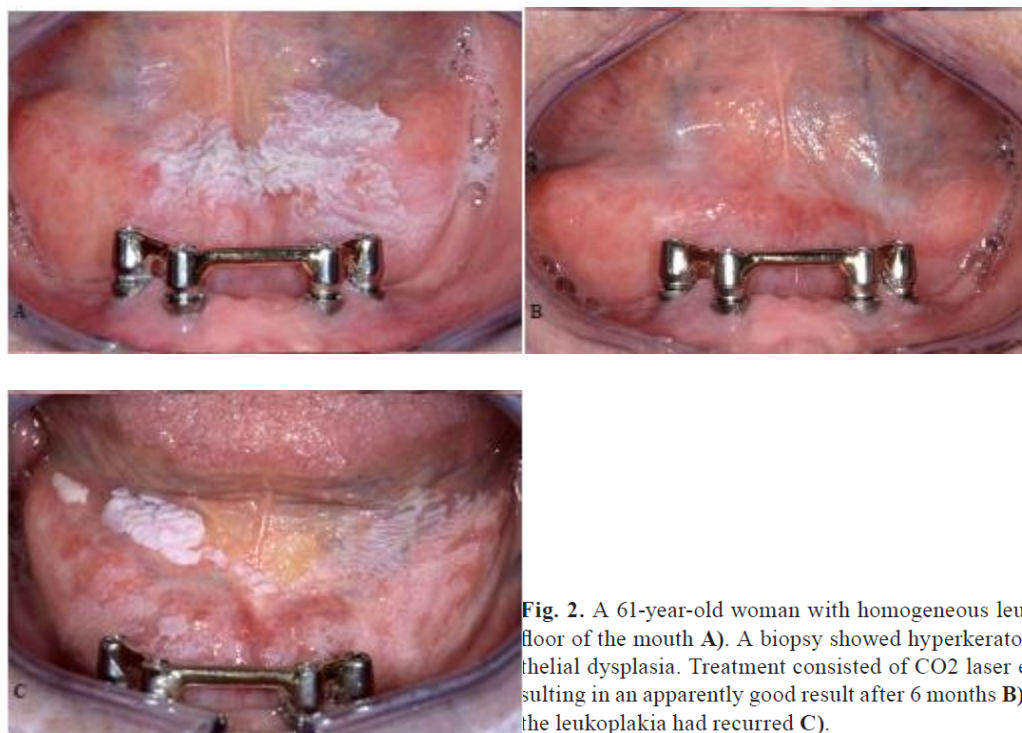 A
B
C
Fig. 2. A 61-year-old woman with homogeneous leu
floor of the mouth A). A biopsy showed hyperkerato
thelial dysplasia. Treatment consisted of CO2 laser e
sulting in an apparently good result after 6 months B)
the leukoplakia had recurred C).